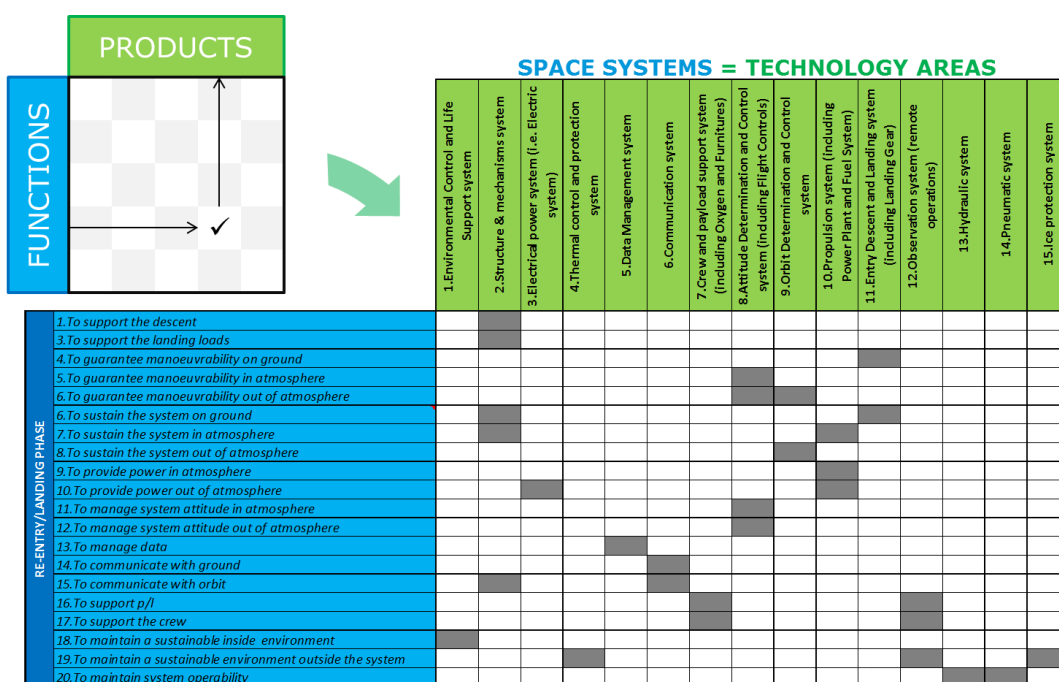 PRODUCTS
FUNCTIONS
✓
SPACE SYSTEMS = TECHNOLOGY AREAS
1.Environmental Control and Life
Support system
2.Structure & mechanisms system
3.Electrical power system (i.e. Electric
system)
4.Thermal control and protection
system
5.Data Management system
6.Communication system
7.Crew and payload support system
(including Oxygen and Furnitures)
8.Attitude Determination and Control
system (including Flight Controls)
9.Orbit Determination and Control
system
10.Propulsion system (including
Power Plant and Fuel System)
11.Entry Descent and Landing system
(including Landing Gear)
12.Observation system (remote
operations)
13.Hydraulic system
14.Pneumatic system
15.Ice protection system
RE-ENTRY/LANDING PHASE
1.To support the descent
3.To support the landing loads
4.To guarantee manoeuvrability on ground
5.To guarantee manoeuvrability in atmosphere
6.To guarantee manoeuvrability out of atmosphere
6.To sustain the system on ground
7.To sustain the system in atmosphere
8.To sustain the system out of atmosphere
9.To provide power in atmosphere
10.To provide power out of atmosphere
11.To manage system attitude in atmosphere
12.To manage system attitude out of atmosphere
13.To manage data
14.To communicate with ground
15.To communicate with orbit
16.To support p/l
17.To support the crew
18.To maintain a sustainable inside environment
19.To maintain a sustainable environment outside the system
20.To maintain system operability